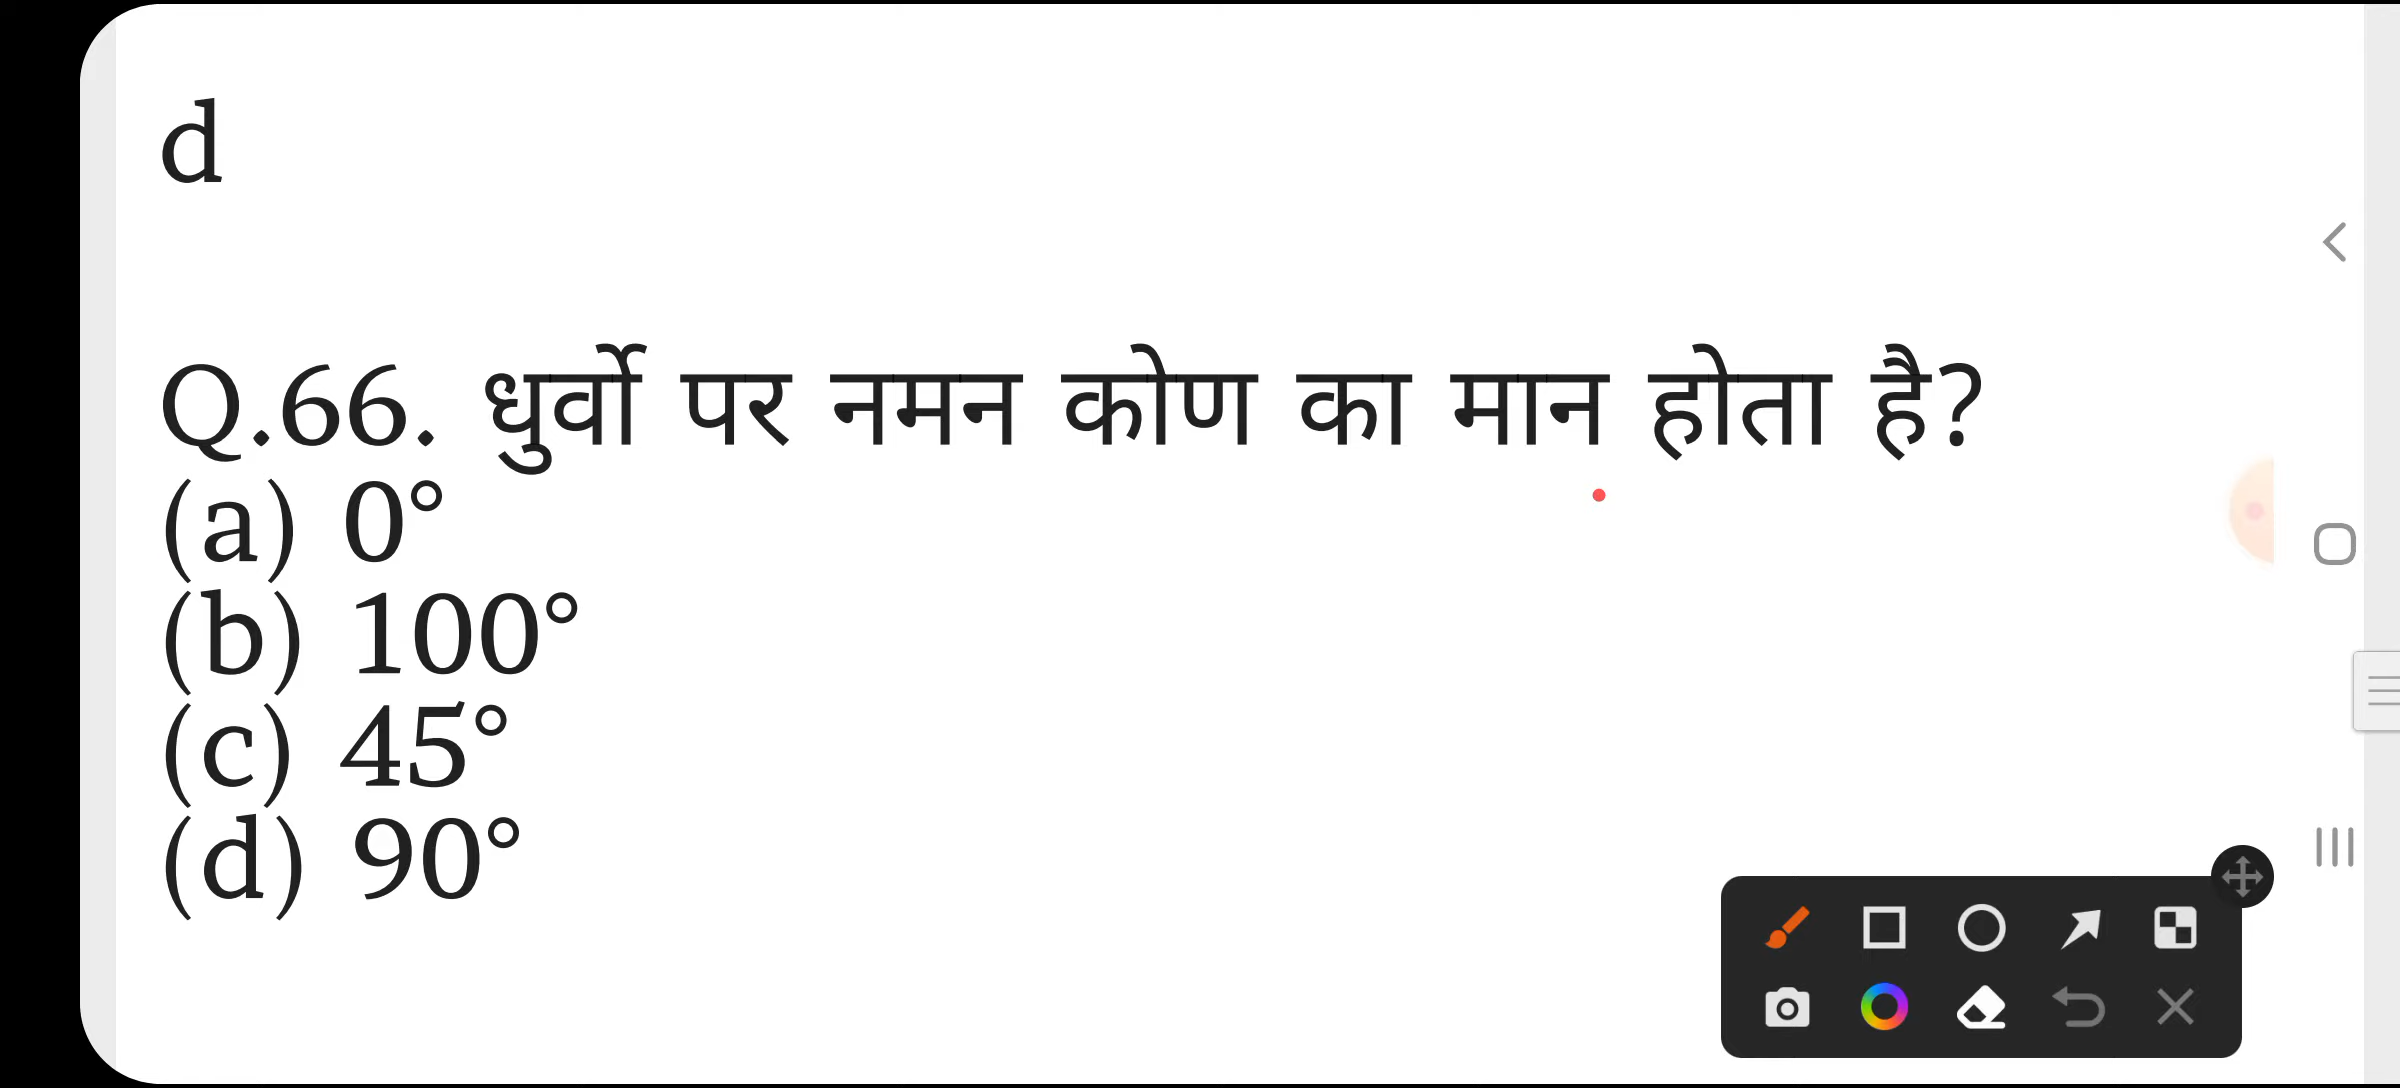 d
Q.66. धुर्वो पर नमन कोण का मान होता है?
(a) 0°
(b) 100°
(c) 45°
(d) 90°